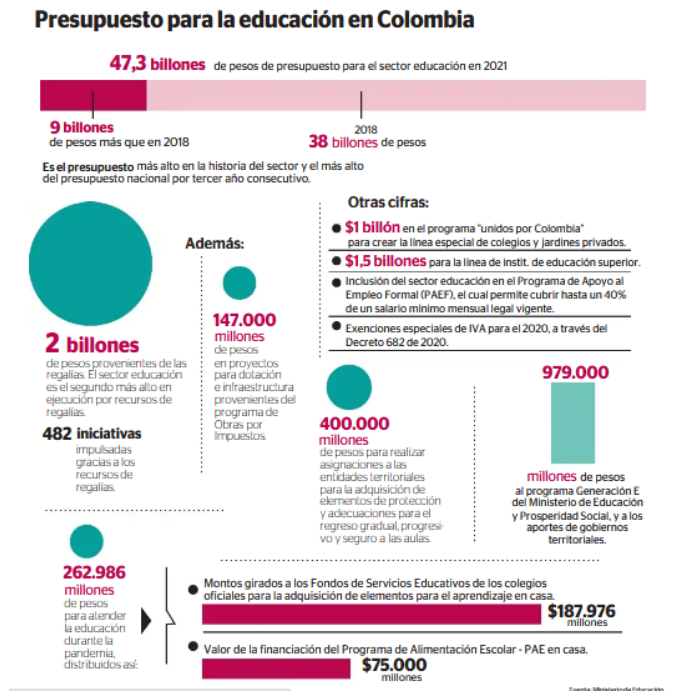 Presupuesto para la educación en Colombia
47,3 billones de pesos de presupuesto para el sector educación en 2021
9 billones
de pesos más que en 2018
2018
38 billones de pesos
Es el presupuesto más alto en la historia del sector y el más alto
del presupuesto nacional por tercer año consecutivo.
2 billones
de pesos provenientes de las
regalías. El sector educación
es el segundo más alto en
ejecución por recursos de
regalías.
482 iniciativas
impulsadas
gracias a los
recursos de
regalías.
Además:
147.000
millones
de pesos
en proyectos
para dotación
e infraestructura
provenientes del
programa de
Obras por
Impuestos.
Otras cifras:
$1 billón en el programa "unidos por Colombia"
para crear la línea especial de colegios y jardines privados.
$1,5 billones para la línea de instit. de educación superior.
Inclusión del sector educación en el Programa de Apoyo al
Empleo Formal (PAEF), el cual permite cubrir hasta un 40%
de un salario mínimo mensual legal vigente.
Exenciones especiales de IVA para el 2020, a través del
Decreto 682 de 2020.
400.000
millones
de pesos para realizar
asignaciones a las
entidades territoriales
para la adquisición de
elementos de protección
y adecuaciones para el
regreso gradual, progresi-
vo y seguro a las aulas.
979.000
millones de pesos
al programa Generación E
del Ministerio de Educación
y Prosperidad Social, y a los
aportes de gobiernos
territoriales.
262.986
millones
de pesos
para atender
la educación
durante la
pandemia,
distribuidos así:
Montos girados a los Fondos de Servicios Educativos de los colegios
oficiales para la adquisición de elementos para el aprendizaje en casa.
$187.976
millones
Valor de la financiación del Programa de Alimentación Escolar - PAE en casa.
$75.000
millones
Fuente: Ministerio de Educación